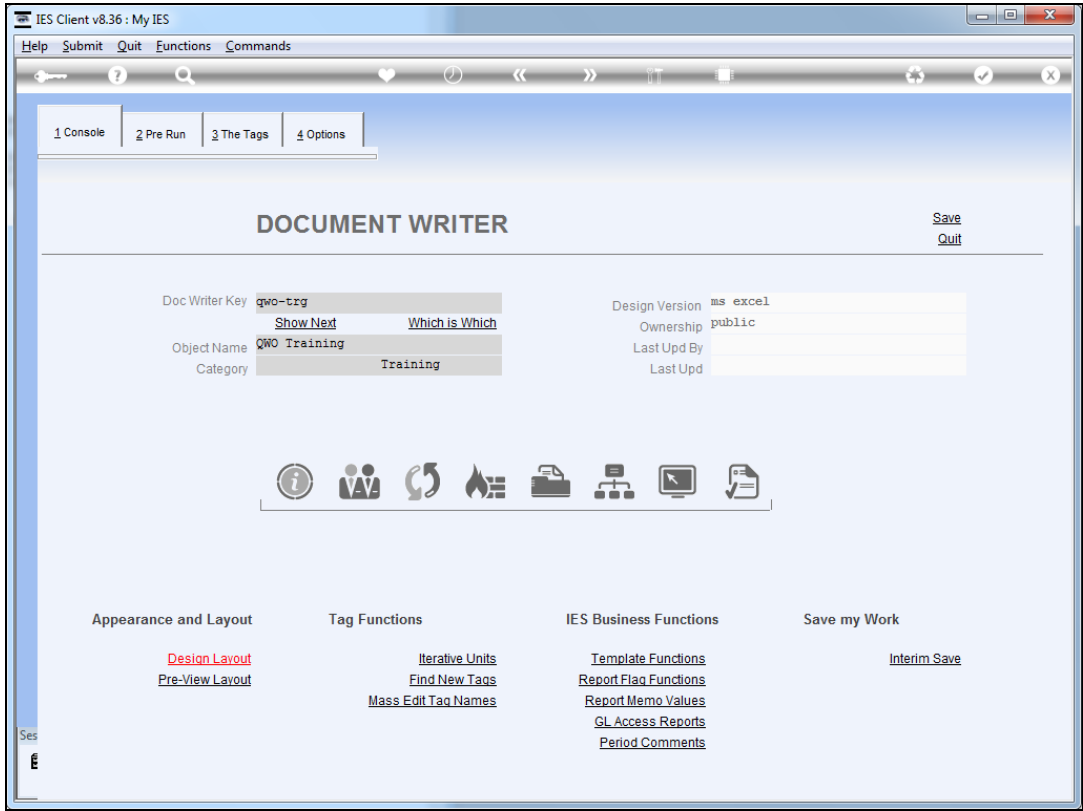 IES Client v8.36 : My IES
Help Submit Quit Functions Commands
1 Console 2 Pre Run 3 The Tags 4 Options
DOCUMENT WRITER
Save
Quit
Doc Writer Key qwo-trg
Show Next Which is Which
Object Name QWO Training
Category Training
Design Version ms excel
Ownership public
Last Upd By
Last Upd
Appearance and Layout
Design Layout
Pre-View Layout
Tag Functions
Iterative Units
Find New Tags
Mass Edit Tag Names
IES Business Functions
Template Functions
Report Flag Functions
Report Memo Values
GL Access Reports
Period Comments
Save my Work
Interim Save
Ses